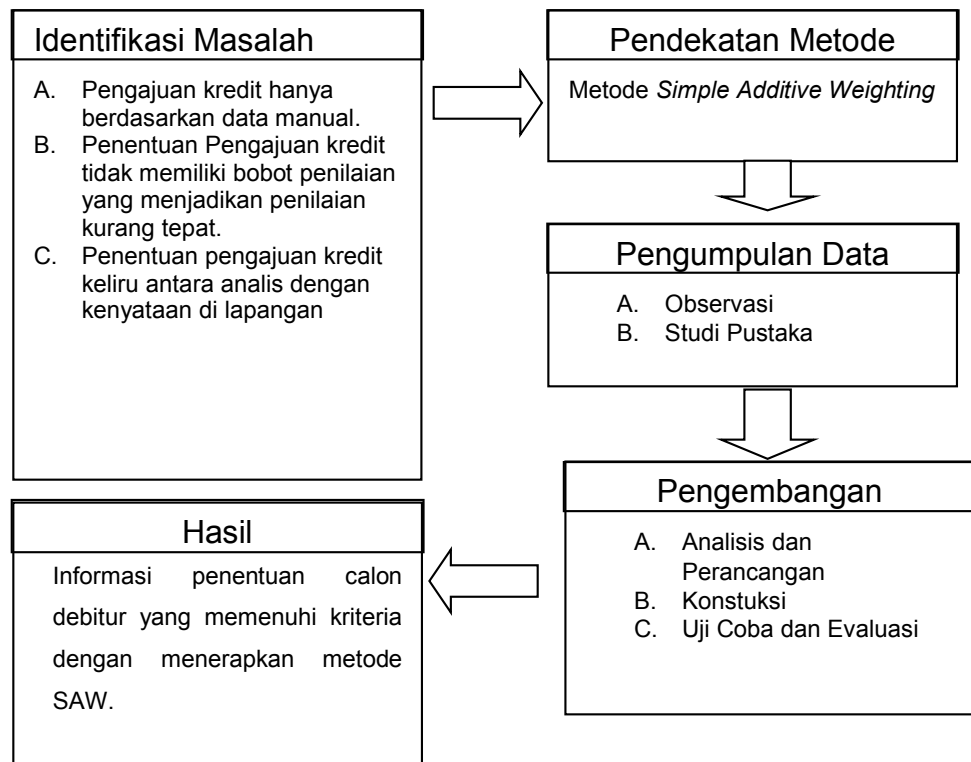 Identifikasi Masalah
A. Pengajuan kredit hanya
berdasarkan data manual.
B. Penentuan Pengajuan kredit
tidak memiliki bobot penilaian
yang menjadikan penilaian
kurang tepat.
C. Penentuan pengajuan kredit
keliru antara analis dengan
kenyataan di lapangan
Pendekatan Metode
Metode Simple Additive Weighting
Pengumpulan Data
A. Observasi
B. Studi Pustaka
Pengembangan
A. Analisis dan
Perancangan
B. Konstuksi
C. Uji Coba dan Evaluasi
Hasil
Informasi penentuan calon
debitur yang memenuhi kriteria
dengan menerapkan metode
SAW.